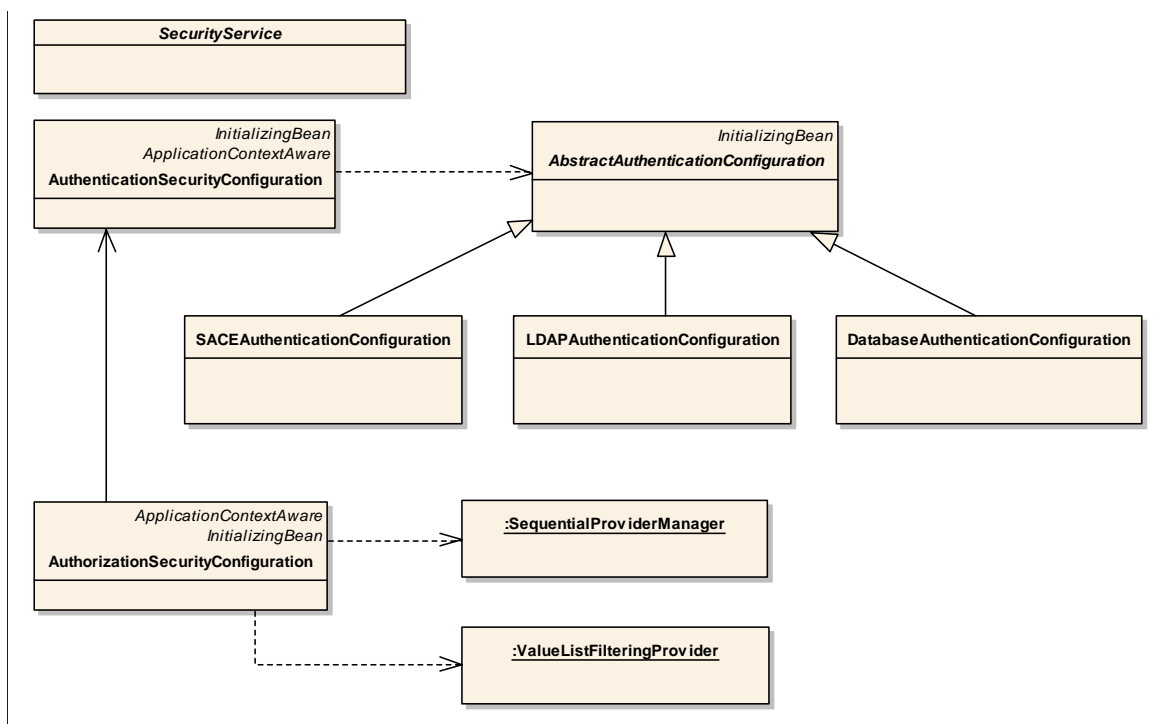 SecurityService
InitializingBean
ApplicationContextAware
AuthenticationSecurityConfiguration
InitializingBean
AbstractAuthenticationConfiguration
SACEAuthenticationConfiguration
LDAPAuthenticationConfiguration
DatabaseAuthenticationConfiguration
ApplicationContextAware
InitializingBean
AuthorizationSecurityConfiguration
:SequentialProviderManager
:ValueListFilteringProvider